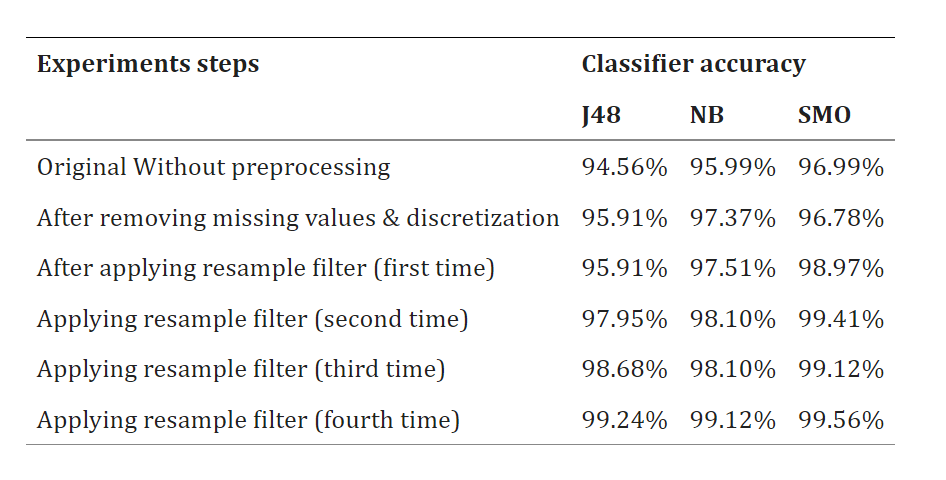 Experiments steps Classifier accuracy
J48 NB SMO
Original Without preprocessing 94.56% 95.99% 96.99%
After removing missing values & discretization 95.91% 97.37% 96.78%
After applying resample filter (first time) 95.91% 97.51% 98.97%
Applying resample filter (second time) 97.95% 98.10% 99.41%
Applying resample filter (third time) 98.68% 98.10% 99.12%
Applying resample filter (fourth time) 99.24% 99.12% 99.56%